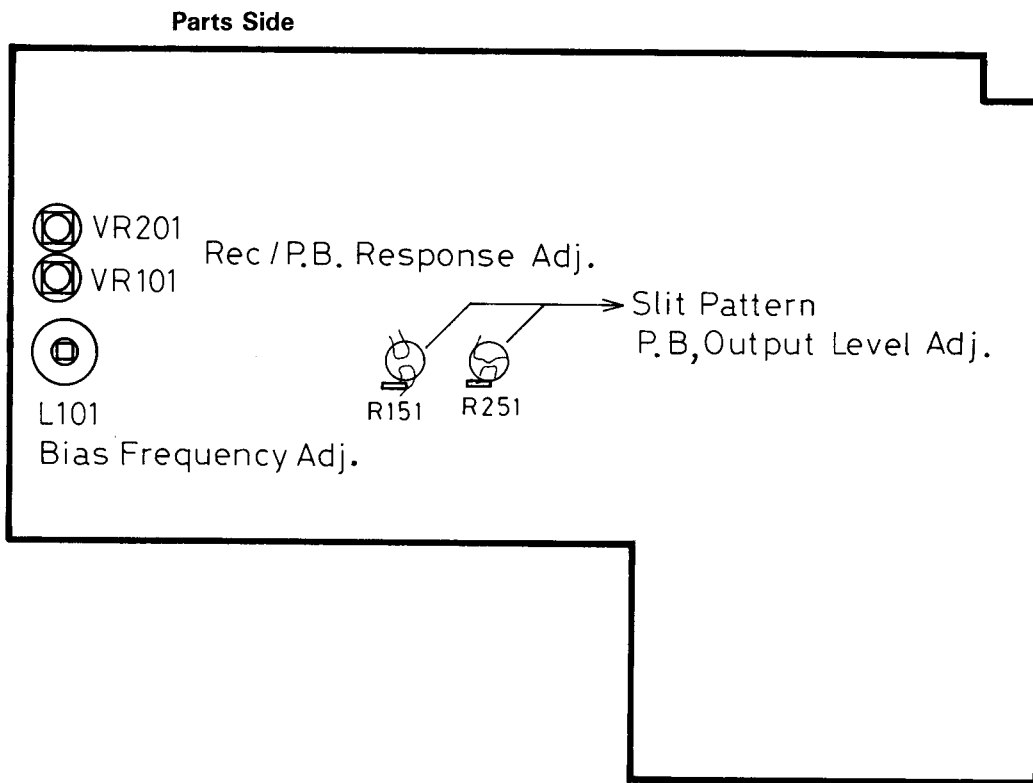 Parts Side
VR201
Rec/P.B. Response Adj.
VR101
Slit Pattern
P.B,Output Level Adj.
R151
R251
L101
Bias Frequency Adj.